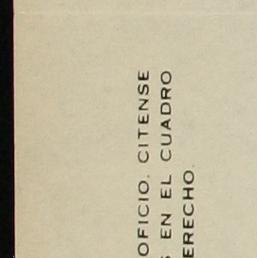 OFICIO, CITENSE
S EN EL CUADRO
ERECHO.